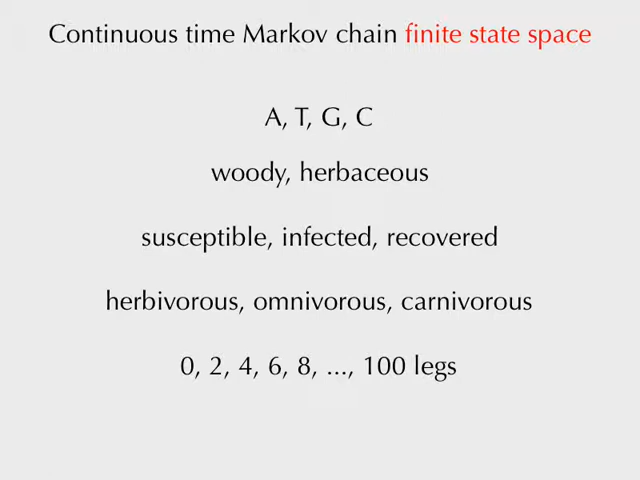 Continuous time Markov chain finite state space
A, T, G, C
woody, herbaceous
susceptible, infected, recovered
herbivorous, omnivorous, carnivorous
0, 2, 4, 6, 8, ..., 100 legs